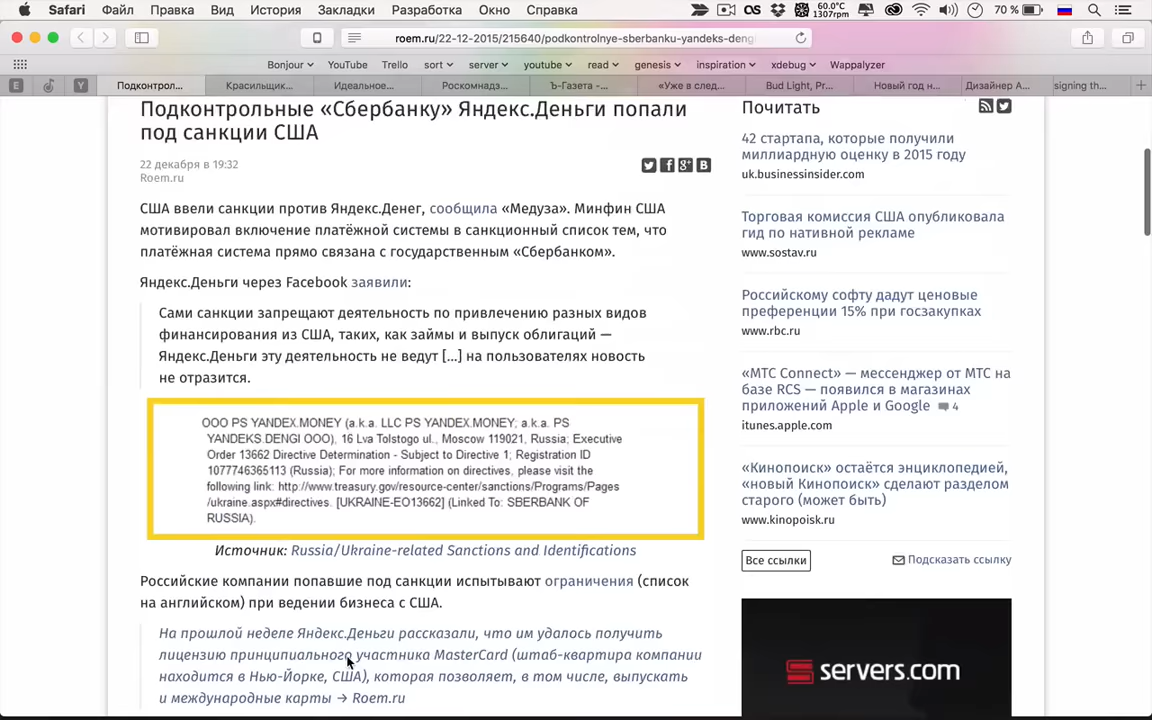 Safari Файл Правка Вид История Закладки Разработка Окно Справка
60.0°C
1307rpm
70 %
roem.ru/22-12-2015/215640/podkontrolnye-sberbanku-yandeks-deng
Bonjour YouTube Trello sort server youtube read genesis inspiration xdebug Wappalyzer
Подконтрол... Красильщик... Идеальное... Роскомнадз... Ъ-Газета -... «Уже в след... Bud Light, Pr... Новый год н... Дизайнер А... signing th...
Подконтрольные «Сбербанку» Яндекс.Деньги попали
под санкции США
22 декабря в 19:32
Roem.ru
США ввели санкции против Яндекс.Денег, сообщила «Медуза». Минфин США
мотивировал включение платёжной системы в санкционный список тем, что
платёжная система прямо связана с государственным «Сбербанком».
Яндекс.Деньги через Facebook заявили:
Сами санкции запрещают деятельность по привлечению разных видов
финансирования из США, таких, как займы и выпуск облигаций —
Яндекс.Деньги эту деятельность не ведут [...] на пользователях новость
не отразится.
OOO PS YANDEX.MONEY (a.k.a. LLC PS YANDEX.MONEY; a.k.a. PS
YANDEKS.DENGI OOO), 16 Lva Tolstogo ul., Moscow 119021, Russia; Executive
Order 13662 Directive Determination - Subject to Directive 1; Registration ID
1077746365113 (Russia); For more information on directives, please visit the
following link: http://www.treasury.gov/resource-center/sanctions/Programs/Pages
/ukraine.aspx#directives. [UKRAINE-EO13662] (Linked To: SBERBANK OF
RUSSIA).
Источник: Russia/Ukraine-related Sanctions and Identifications
Российские компании попавшие под санкции испытывают ограничения (список
на английском) при ведении бизнеса с США.
На прошлой неделе Яндекс.Деньги рассказали, что им удалось получить
лицензию принципиального участника MasterCard (штаб-квартира компании
находится в Нью-Йорке, США), которая позволяет, в том числе, выпускать
и международные карты → Roem.ru
Почитать
42 стартапа, которые получили
миллиардную оценку в 2015 году
uk.businessinsider.com
Торговая комиссия США опубликовала
гид по нативной рекламе
www.sostav.ru
Российскому софту дадут ценовые
преференции 15% при госзакупках
www.rbc.ru
«МТС Connect» — мессенджер от МТС на
базе RCS — появился в магазинах
приложений Apple и Google 4
itunes.apple.com
«Кинопоиск» остаётся энциклопедией,
«новый Кинопоиск» сделают разделом
старого (может быть)
www.kinopoisk.ru
Все ссылки Подсказать ссылку
servers.com